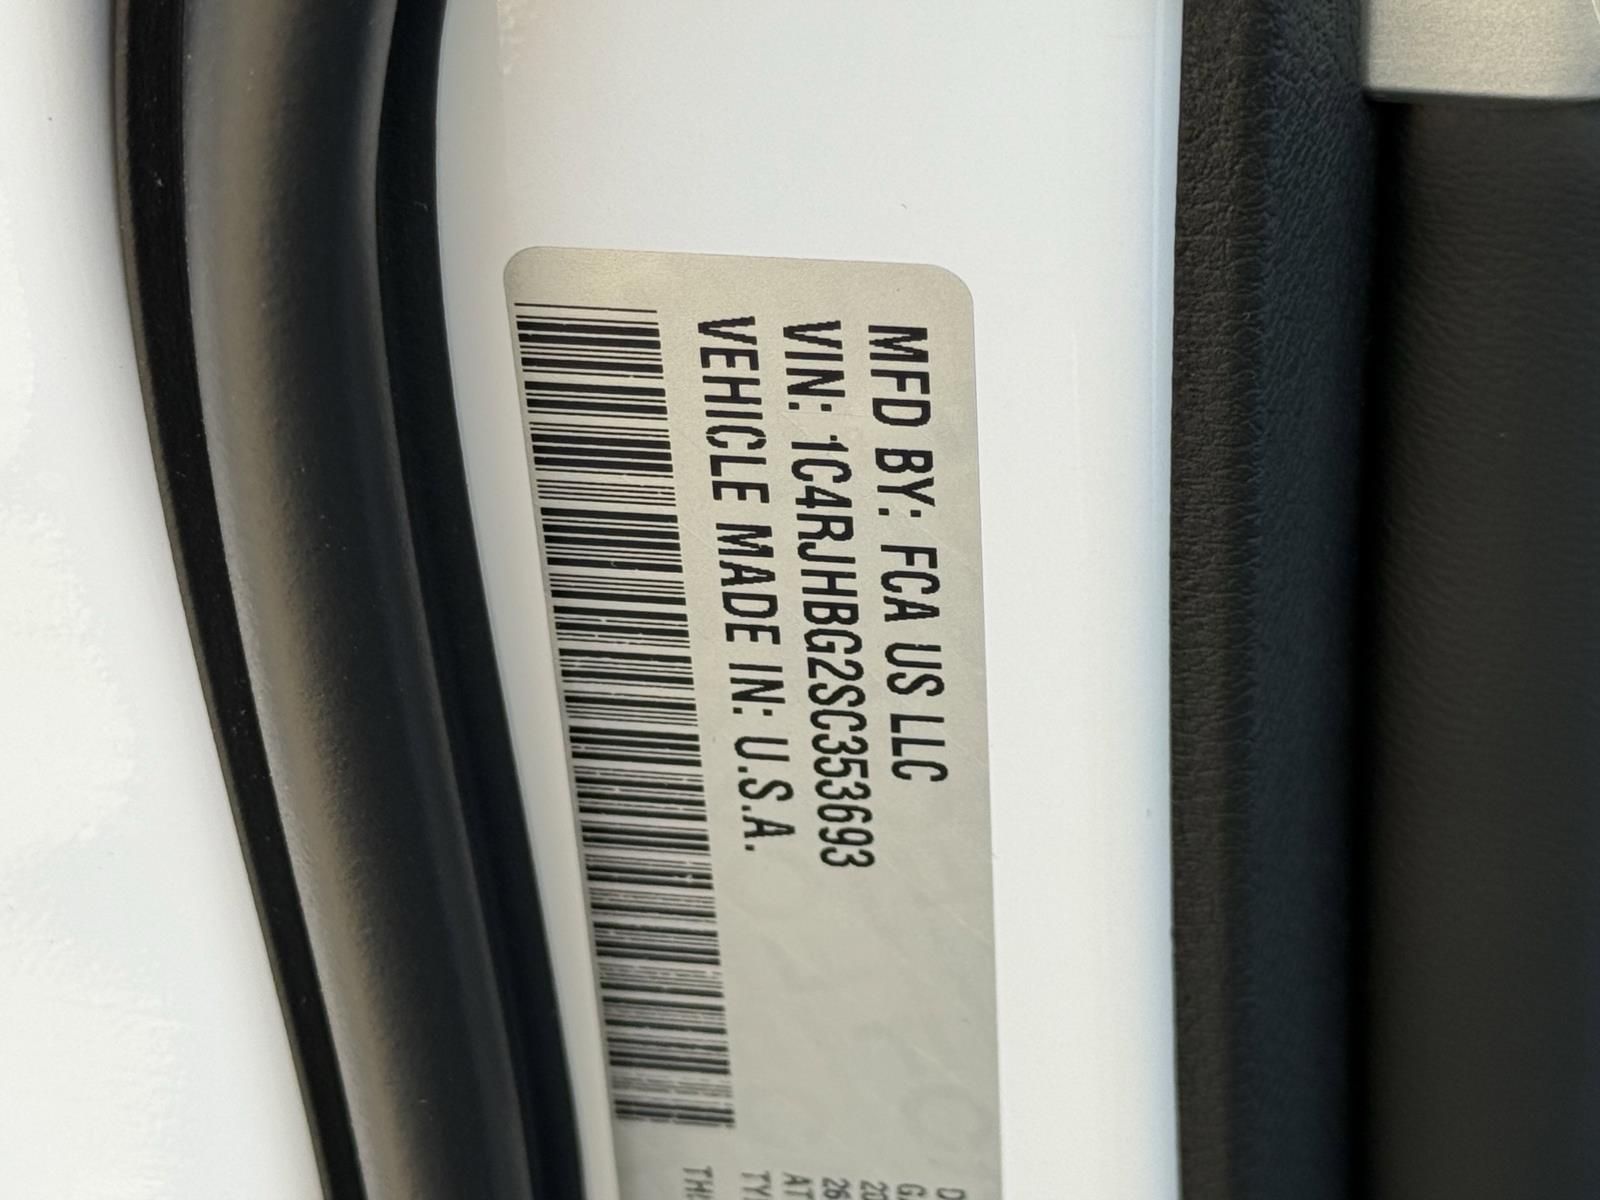 MFD BY: FCA US LLC
VIN: 1C4RJHBG2SC353693
VEHICLE MADE IN: U.S.A.